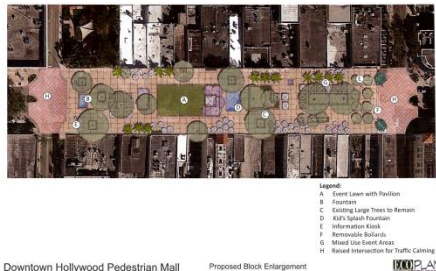 H
B
E
A
D
C
G
E
F
H
Legend:
A Event Lawn with Pavilion
B Fountain
C Existing Large Trees to Remain
D Kid's Splash Fountain
E Information Kiosk
F Removable Bollards
G Mixed Use Event Areas
H Raised Intersection for Traffic Calming
Downtown Hollywood Pedestrian Mall
Proposed Block Enlargement
ECOPLAN